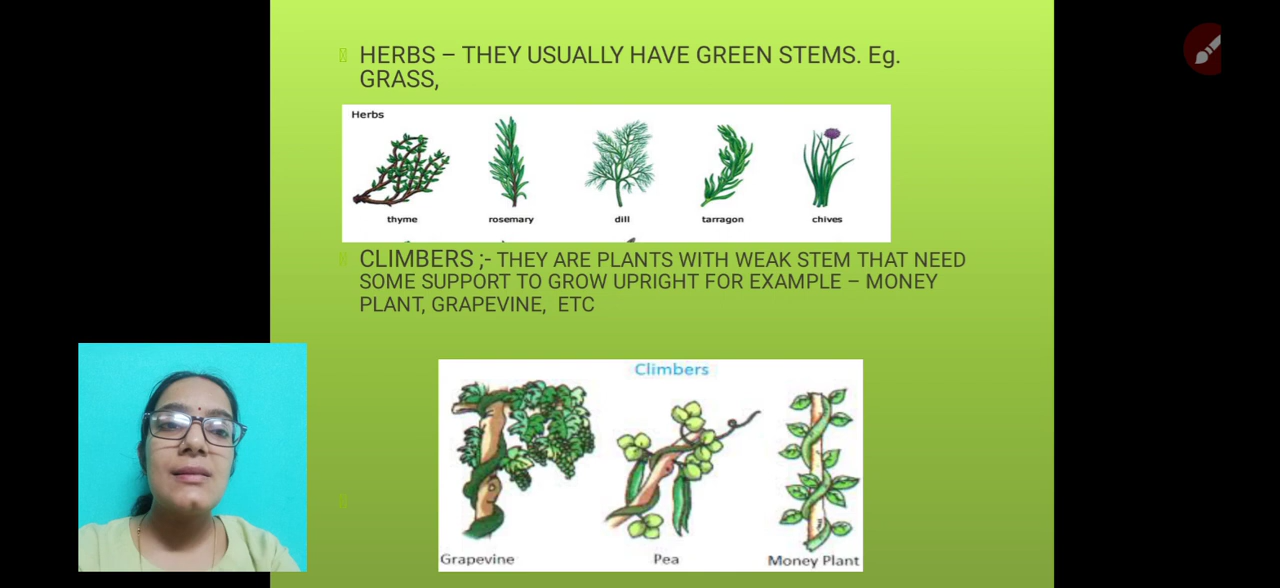 HERBS – THEY USUALLY HAVE GREEN STEMS. Eg.
GRASS,
Herbs
thyme rosemary dill tarragon chives
CLIMBERS ;- THEY ARE PLANTS WITH WEAK STEM THAT NEED
SOME SUPPORT TO GROW UPRIGHT FOR EXAMPLE – MONEY
PLANT, GRAPEVINE, ETC
Climbers
Grapevine Pea Money Plant